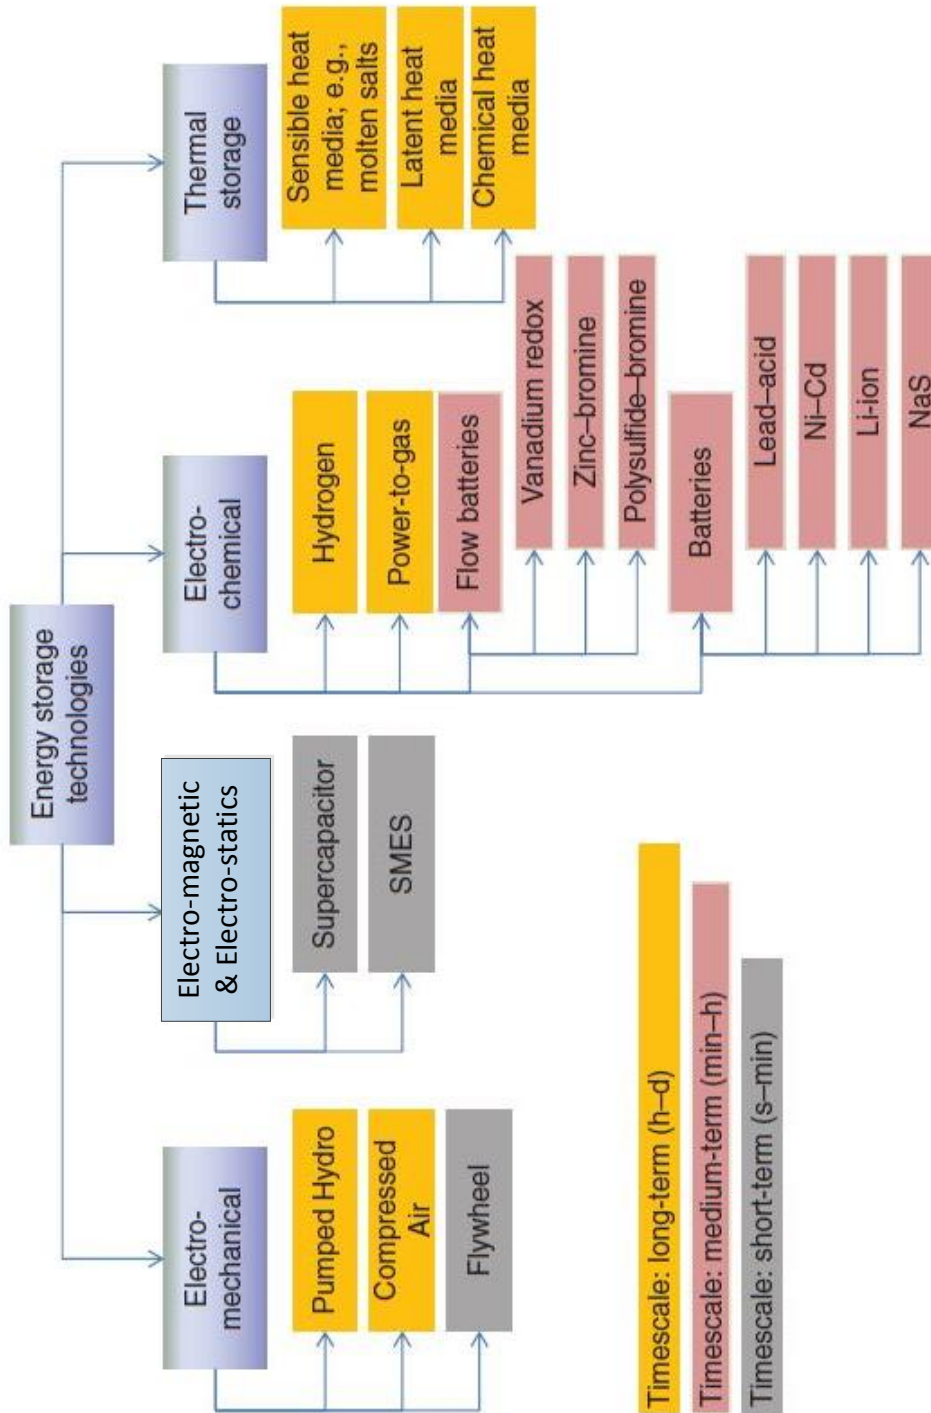 Energy storage
technologies
Electro-
mechanical
Pumped Hydro
Compressed
Air
Flywheel
Electro-magnetic
& Electro-statics
Supercapacitor
SMES
Electro-
chemical
Hydrogen
Power-to-gas
Flow batteries
Vanadium redox
Zinc–bromine
Polysulfide–bromine
Batteries
Lead–acid
Ni–Cd
Li-ion
NaS
Thermal
storage
Sensible heat
media; e.g.,
molten salts
Latent heat
media
Chemical heat
media
Timescale: long-term (h–d)
Timescale: medium-term (min–h)
Timescale: short-term (s–min)